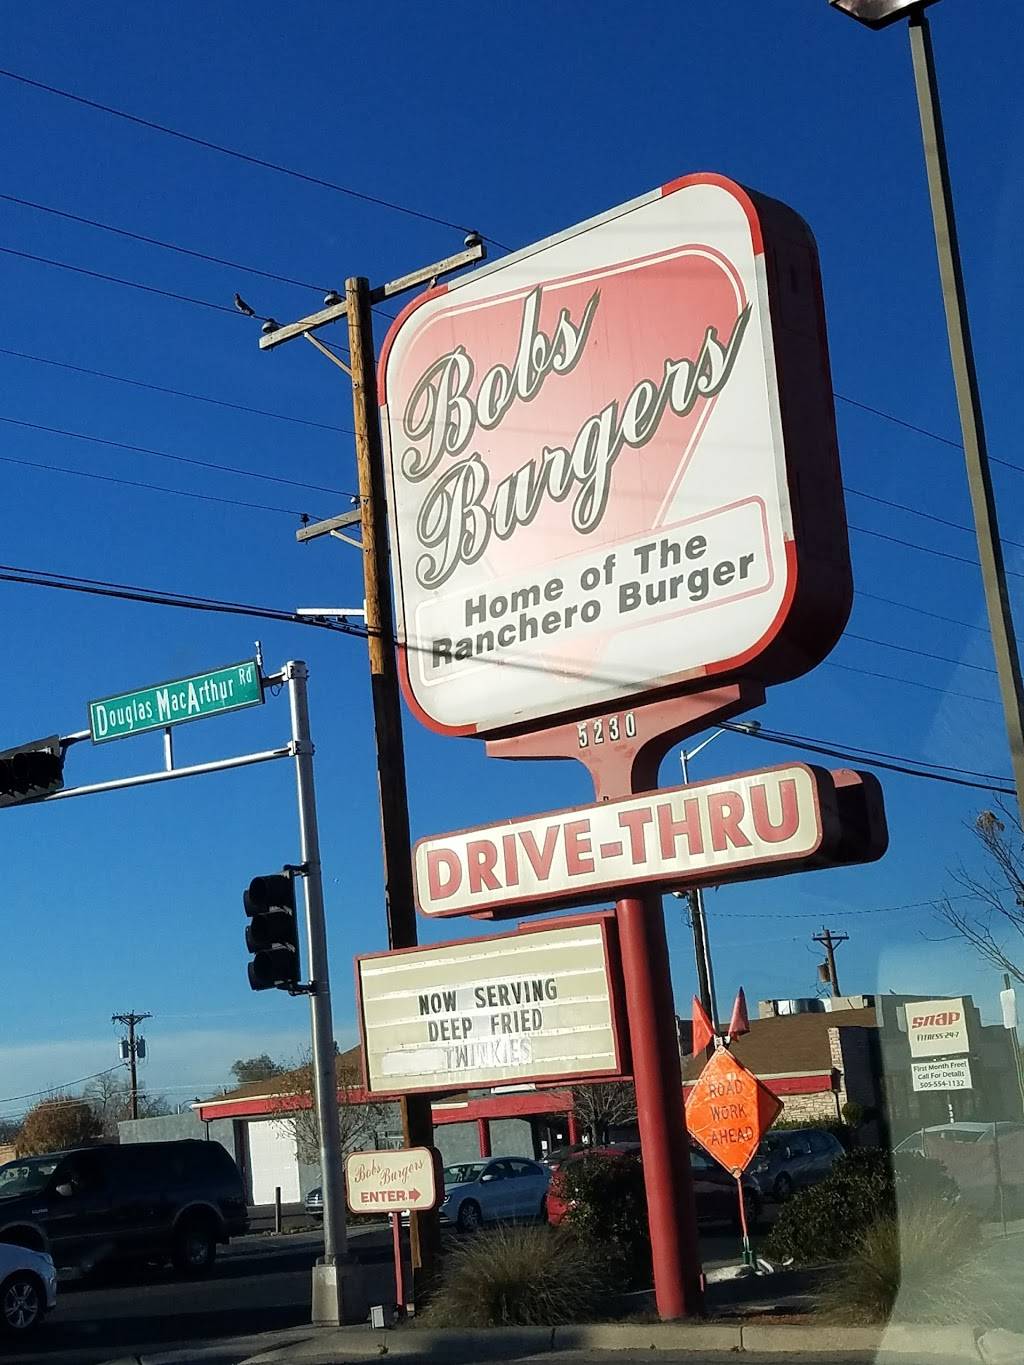 Bobs
Burgers
Home of The
Ranchero Burger
5230
DRIVE-THRU
Douglas MacArthur Rd
NOW SERVING
DEEP FRIED
TWINKIES
Bobs Burgers
ENTER
ROAD
WORK
AHEAD
snap
FITNESS 24-7
First Month Free!
Call For Details
505-554-1132